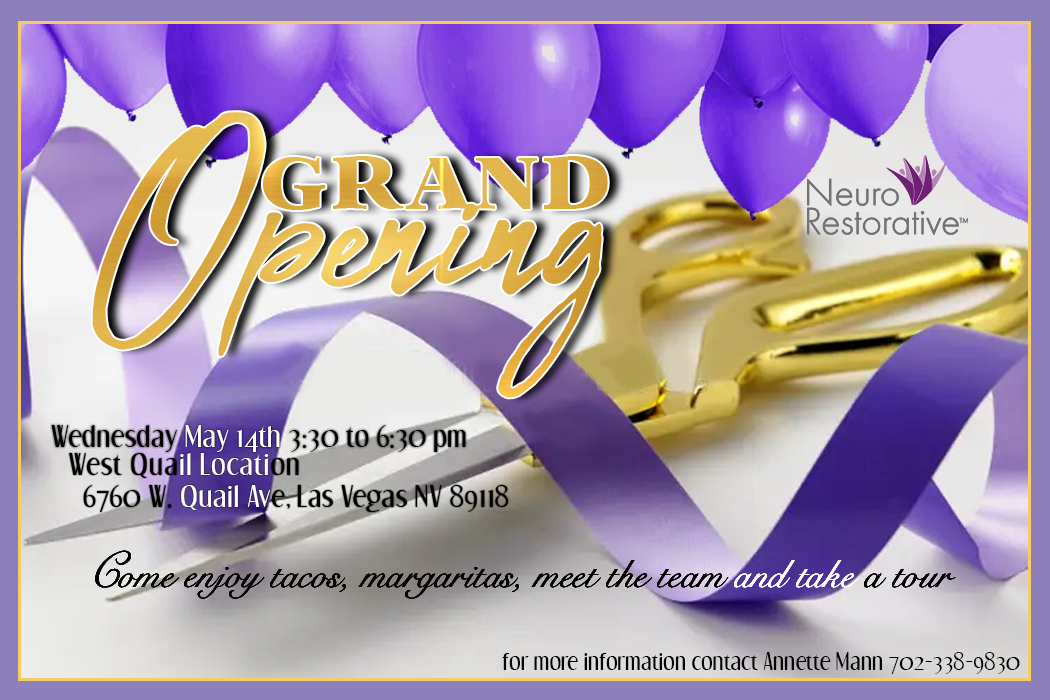 GRAND
Opening
Neuro
Restorative™
Wednesday May 14th 3:30 to 6:30 pm
West Quail Location
6760 W. Quail Ave, Las Vegas NV 89118
Come enjoy tacos, margaritas, meet the team and take a tour
for more information contact Annette Mann 702-338-9830